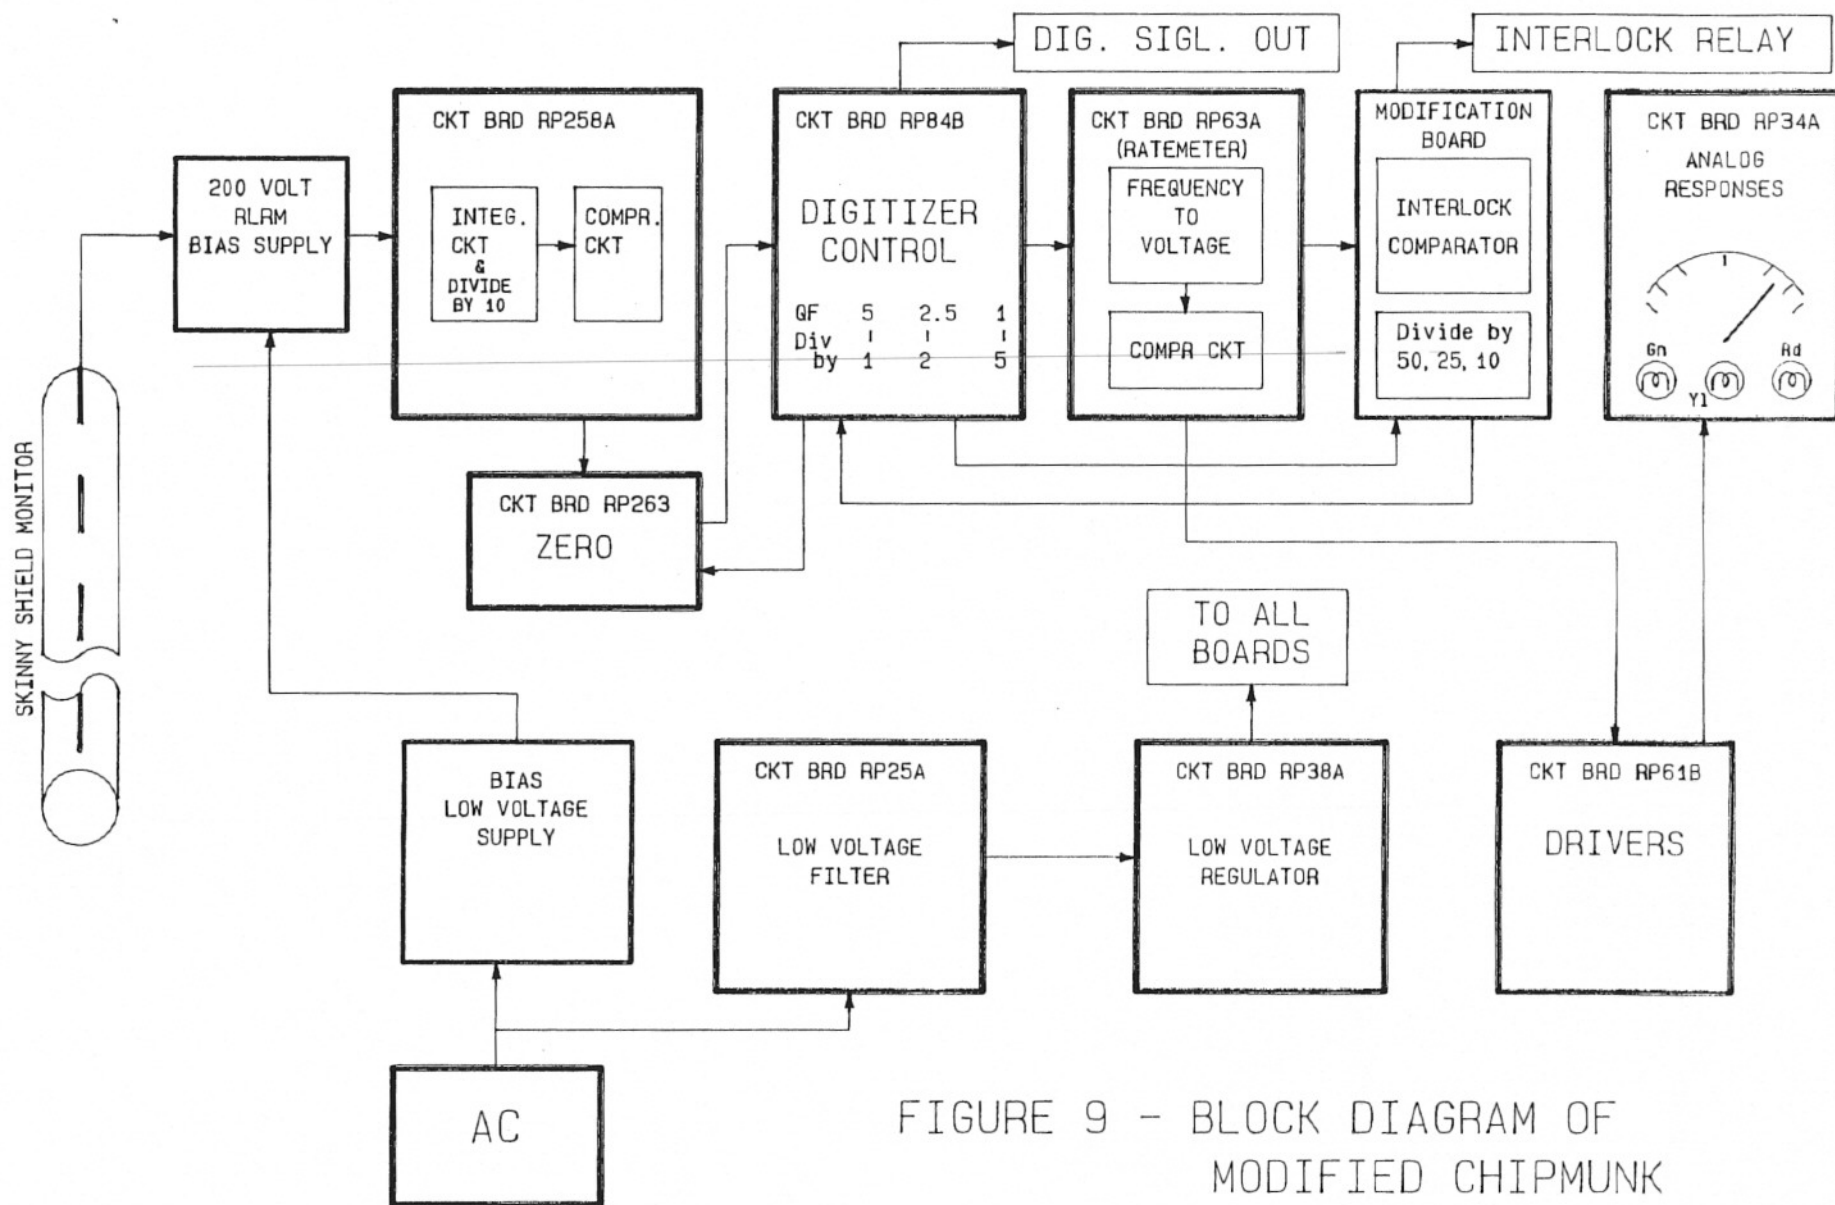 DIG. SIGL. OUT
INTERLOCK RELAY
CKT BRD RP258A
INTEG.
CKT
&
DIVIDE
BY 10
COMPR.
CKT
CKT BRD RP84B
DIGITIZER
CONTROL
QF 5 2.5 1
Div
by 1 2 5
CKT BRD RP63A
(RATEMETER)
FREQUENCY
TO
VOLTAGE
COMPR CKT
MODIFICATION
BOARD
INTERLOCK
COMPARATOR
Divide by
50, 25, 10
CKT BRD RP34A
ANALOG
RESPONSES
Gn
Yl
Rd
200 VOLT
RLRM
BIAS SUPPLY
SKINNY SHIELD MONITOR
CKT BRD RP263
ZERO
TO ALL
BOARDS
BIAS
LOW VOLTAGE
SUPPLY
CKT BRD RP25A
LOW VOLTAGE
FILTER
CKT BRD RP38A
LOW VOLTAGE
REGULATOR
CKT BRD RP61B
DRIVERS
AC
FIGURE 9 - BLOCK DIAGRAM OF
MODIFIED CHIPMUNK